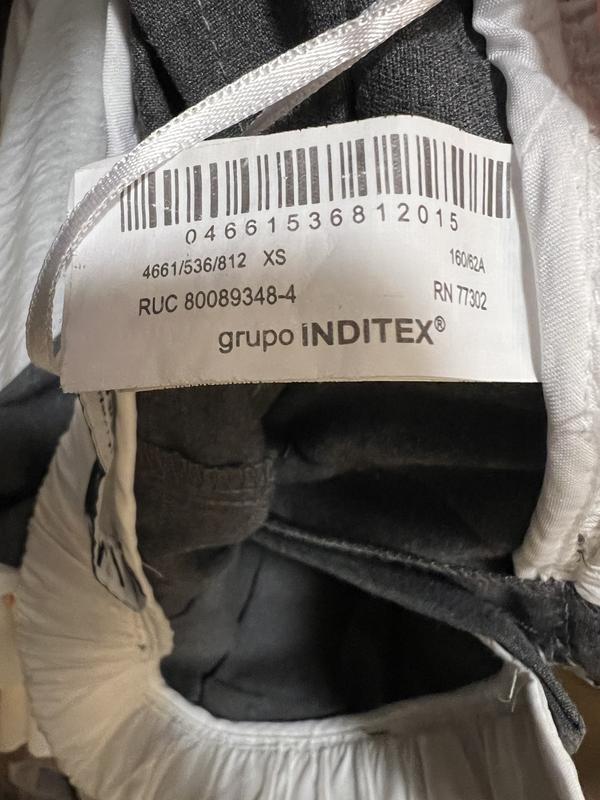 04661536812015
4661/536/812 XS 160/62A
RUC 80089348-4 RN 77302
grupo INDITEX®